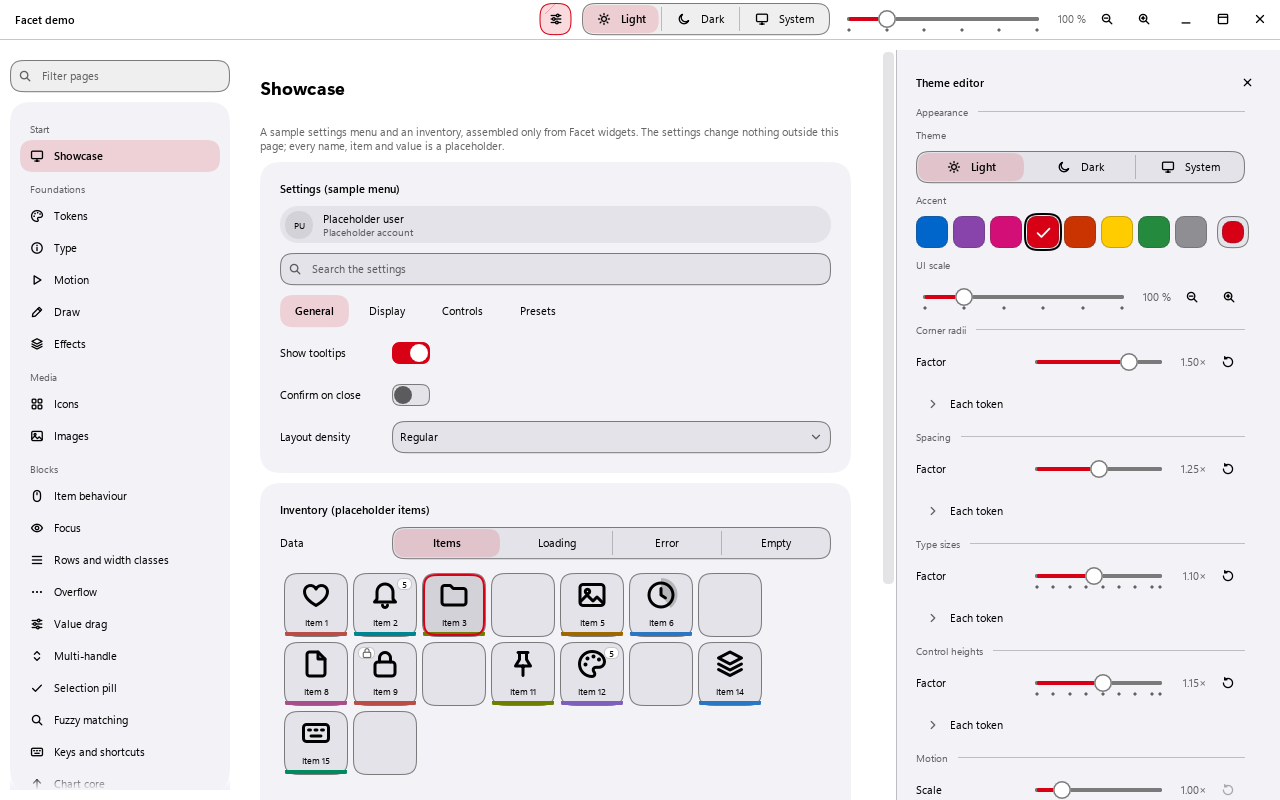 Facet demo
Light
Dark
System
100 %
Filter pages
Start
Showcase
Foundations
Tokens
Type
Motion
Draw
Effects
Media
Icons
Images
Blocks
Item behaviour
Focus
Rows and width classes
Overflow
Value drag
Multi-handle
Selection pill
Fuzzy matching
Keys and shortcuts
Chart core
Showcase
A sample settings menu and an inventory, assembled only from Facet widgets. The settings change nothing outside this
page; every name, item and value is a placeholder.
Settings (sample menu)
PU
Placeholder user
Placeholder account
Search the settings
General
Display
Controls
Presets
Show tooltips
Confirm on close
Layout density
Regular
Inventory (placeholder items)
Data
Items
Loading
Error
Empty
Item 1
5
Item 2
Item 3
Item 5
Item 6
Item 8
Item 9
Item 11
5
Item 12
Item 14
Item 15
Theme editor
Appearance
Theme
Light
Dark
System
Accent
UI scale
100 %
Corner radii
Factor
1.50×
Each token
Spacing
Factor
1.25×
Each token
Type sizes
Factor
1.10×
Each token
Control heights
Factor
1.15×
Each token
Motion
Scale
1.00×